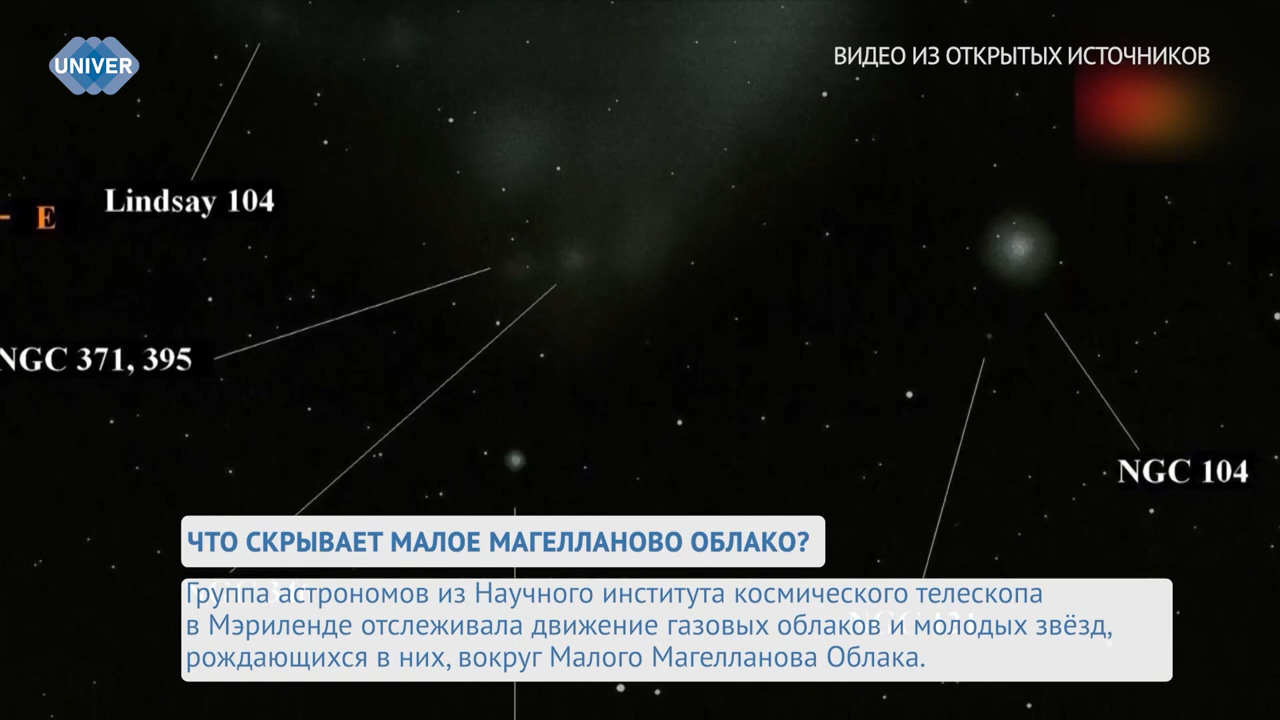 UNIVER
ВИДЕО ИЗ ОТКРЫТЫХ ИСТОЧНИКОВ
Lindsay 104
E
NGC 371, 395
NGC 104
ЧТО СКРЫВАЕТ МАЛОЕ МАГЕЛЛАНОВО ОБЛАКО?
Группа астрономов из Научного института космического телескопа
в Мэриленде отслеживала движение газовых облаков и молодых звёзд,
рождающихся в них, вокруг Малого Магелланова Облака.